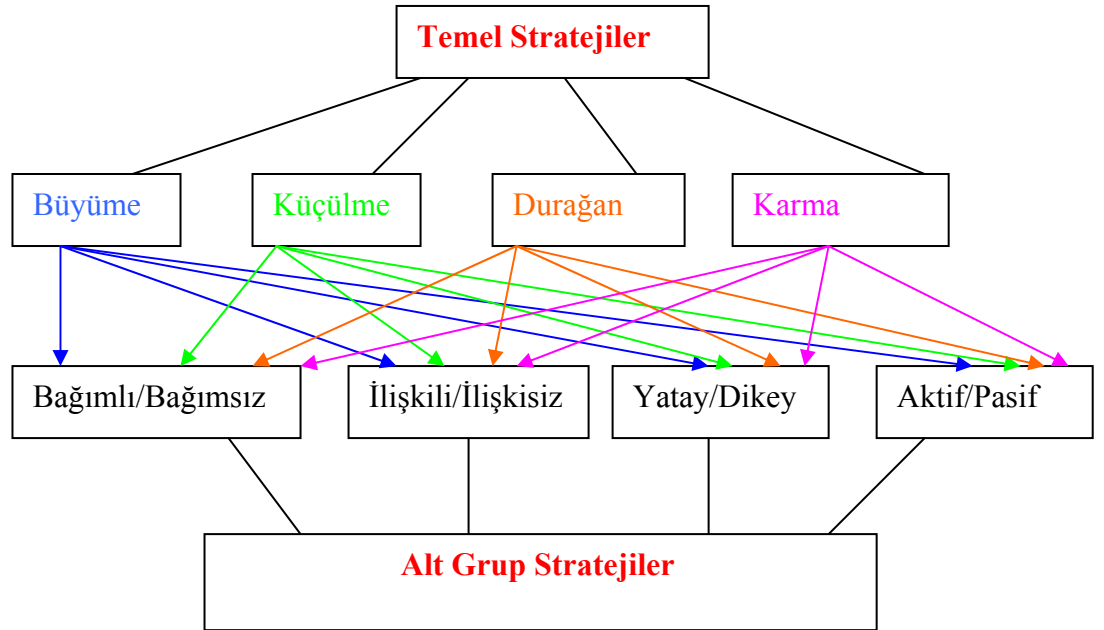 Temel Stratejiler
Büyüme
Küçülme
Durağan
Karma
Bağımlı/Bağımsız
İlişkili/İlişkisiz
Yatay/Dikey
Aktif/Pasif
Alt Grup Stratejiler